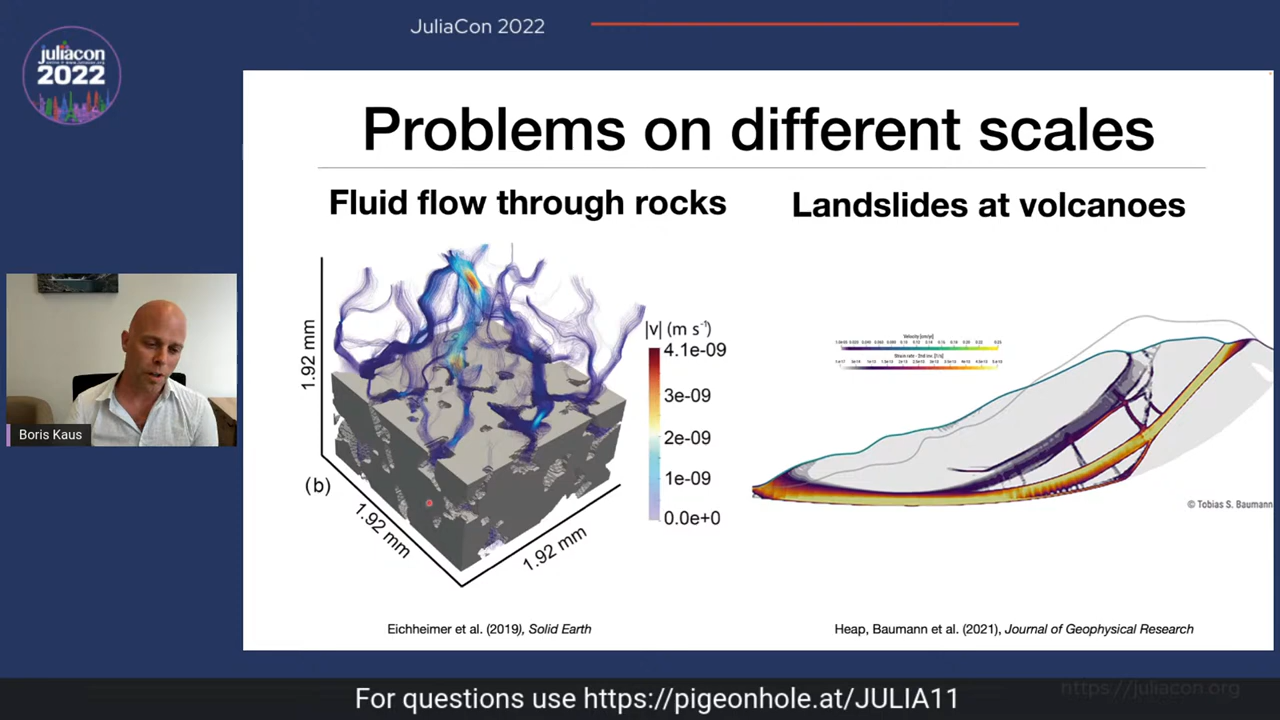 JuliaCon 2022
juliacon
2022
Problems on different scales
Fluid flow through rocks
Landslides at volcanoes
1.92 mm
(b)
1.92 mm
1.92 mm
|v| (m s⁻¹)
4.1e-09
3e-09
2e-09
1e-09
0.0e+0
Velocity [cm/y]
© Tobias S. Baumann
Eichheimer et al. (2019), Solid Earth
Heap, Baumann et al. (2021), Journal of Geophysical Research
Boris Kaus
For questions use https://pigeonhole.at/JULIA11
https://juliacon.org